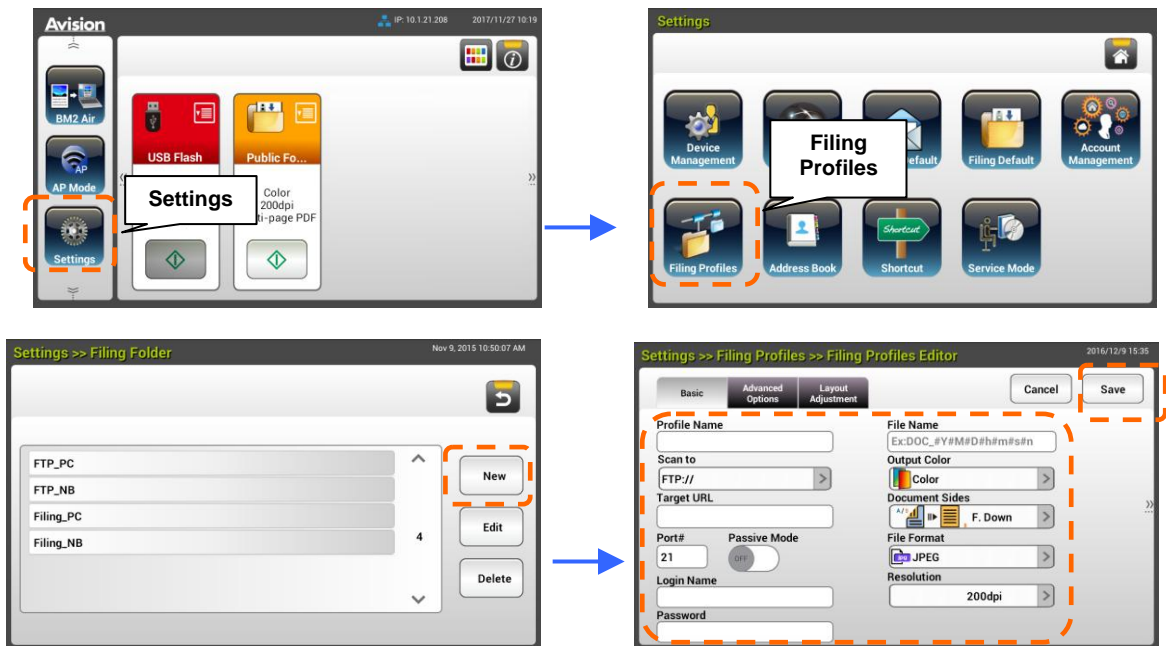 Avision
IP: 10.1.21.208
2017/11/27 10:19
BM2 Air
AP
AP Mode
Settings
USB Flash
Public Fo...
Color
200dpi
ti-page PDF
Settings
Settings
Device
Management
efault
Filing Default
Account
Management
Filing
Profiles
Filing Profiles
Address Book
Shortcut
Shortcut
Service Mode
Settings >> Filing Folder
Nov 9, 2015 10:50:07 AM
FTP_PC
FTP_NB
Filing_PC
Filing_NB
4
New
Edit
Delete
Settings >> Filing Profiles >> Filing Profiles Editor
2016/12/9 15:35
Basic
Advanced
Options
Layout
Adjustment
Cancel
Save
Profile Name
File Name
Ex:DOC_#Y#M#D#h#m#s#n
Scan to
Output Color
FTP://
Color
Target URL
Document Sides
F. Down
Port#
Passive Mode
File Format
21
OFF
JPEG
Login Name
Resolution
200dpi
Password